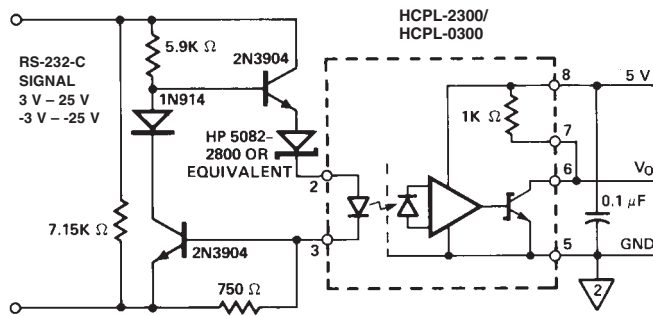 HCPL-2300/
HCPL-0300
5.9K Ω
2N3904
RS-232-C
SIGNAL
3 V – 25 V
-3 V – -25 V
1N914
8
5 V
1K Ω
7
HP 5082–
2800 OR
EQUIVALENT
2
6
VO
0.1 µF
7.15K Ω
2N3904
3
5
GND
750 Ω
2